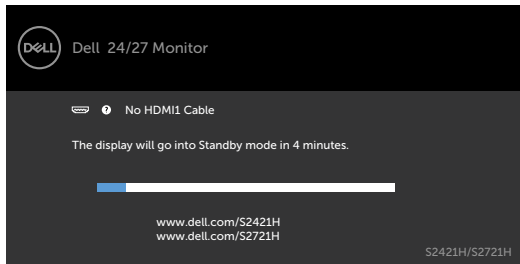 DELL
Dell 24/27 Monitor
? No HDMI1 Cable
The display will go into Standby mode in 4 minutes.
www.dell.com/S2421H
www.dell.com/S2721H
S2421H/S2721H